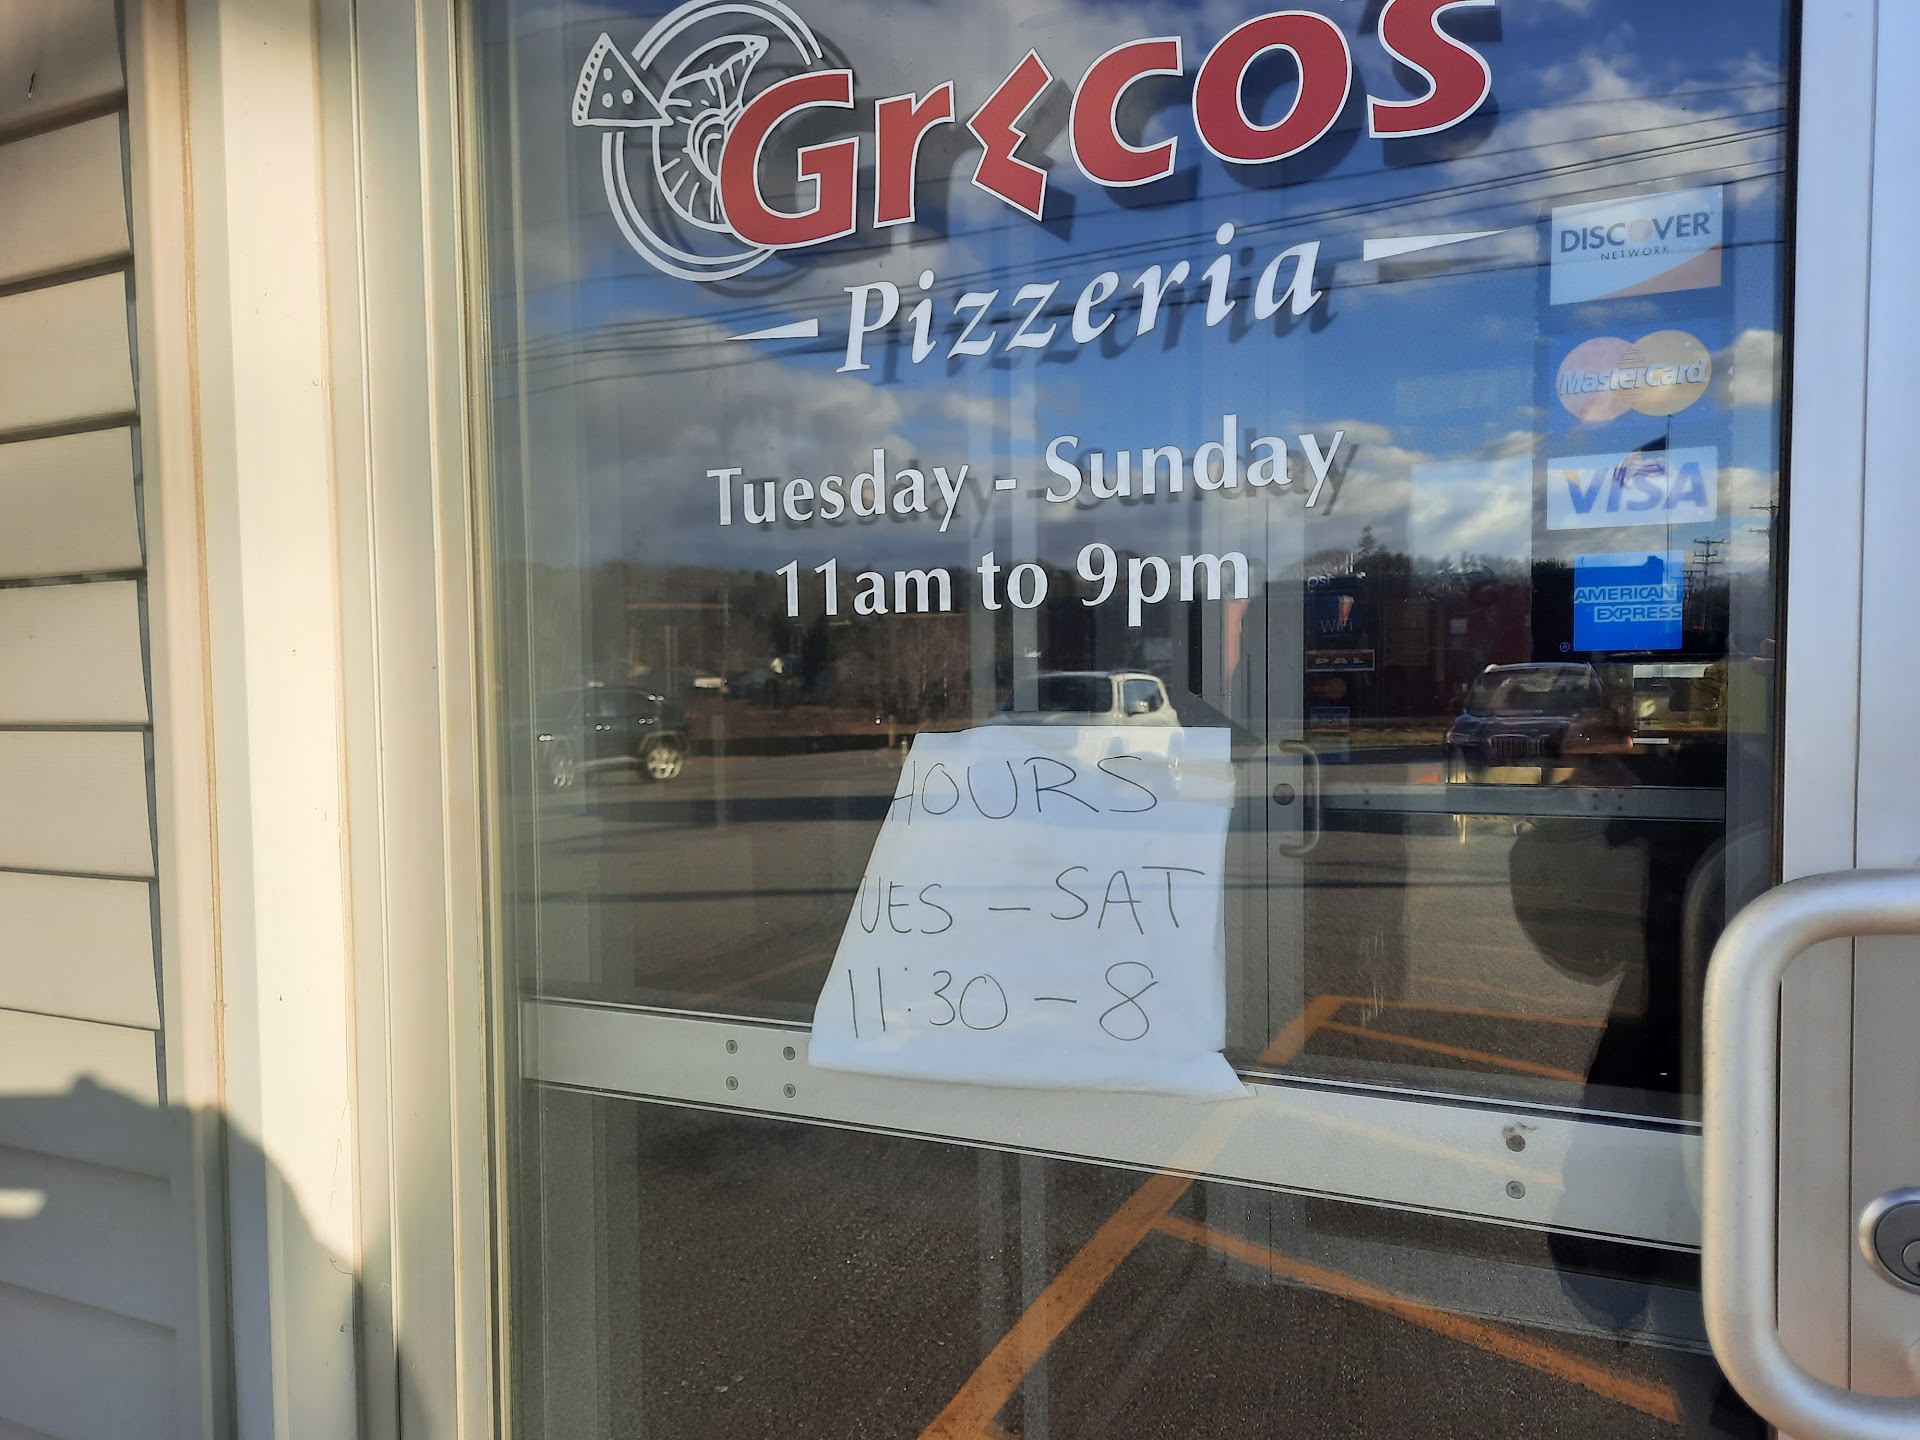 Grecos
Pizzeria
Tuesday - Sunday
11am to 9pm
DISCOVER
NETWORK
MasterCard
VISA
AMERICAN
EXPRESS
®
WiFi
HOURS
UES - SAT
11:30 - 8